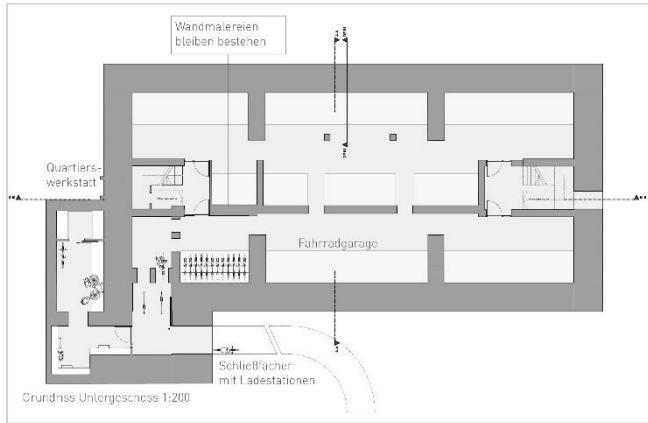 Wandmalereien
bleiben bestehen
Quartiers-
werkstatt
Fahrradgarage
Schließfächer
mit Ladestationen
Grundriss Untergeschoss 1:200